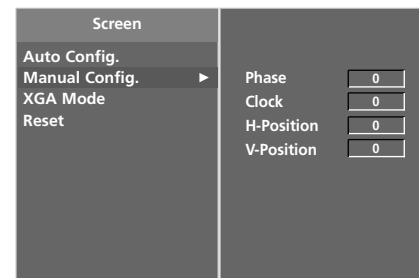 Screen
Auto Config.
Manual Config. ►
XGA Mode
Reset
Phase 0
Clock 0
H-Position 0
V-Position 0